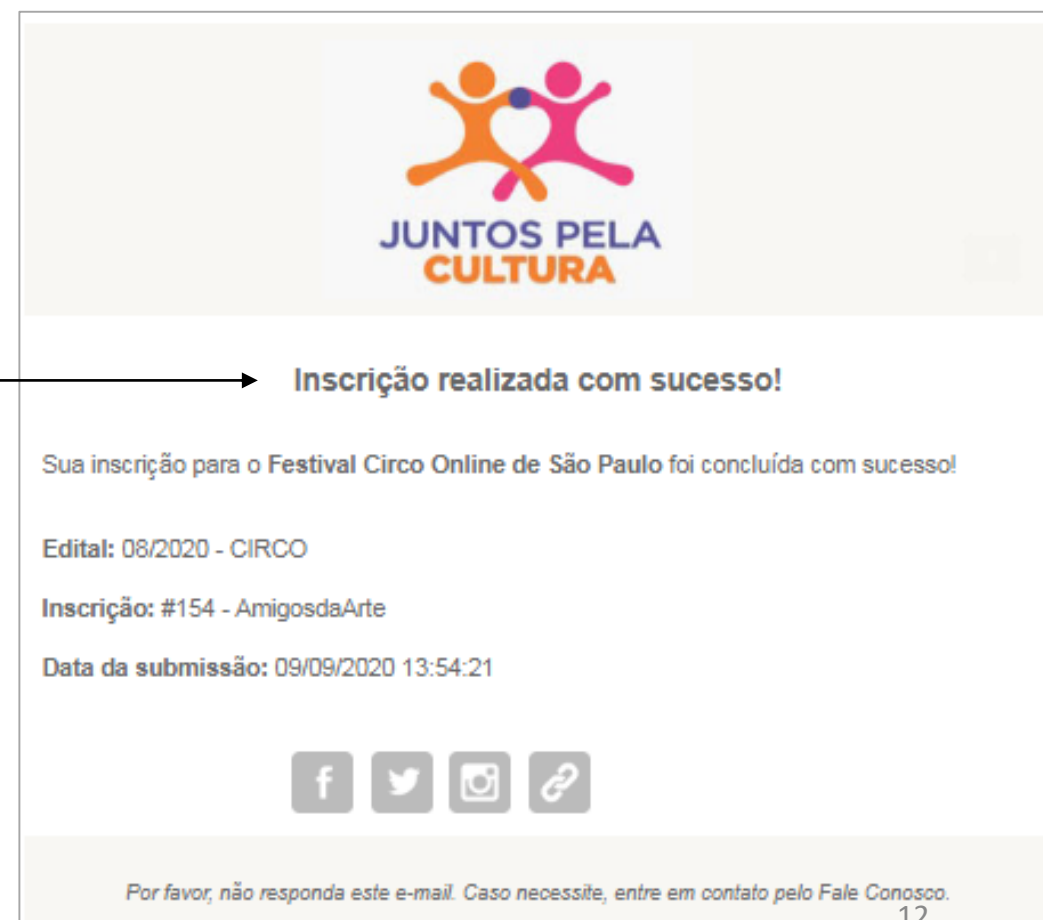 JUNTOS PELA
CULTURA
Inscrição realizada com sucesso!
Sua inscrição para o Festival Circo Online de São Paulo foi concluída com sucesso!
Edital: 08/2020 - CIRCO
Inscrição: #154 - AmigosdaArte
Data da submissão: 09/09/2020 13:54:21
Por favor, não responda este e-mail. Caso necessite, entre em contato pelo Fale Conosco.
12